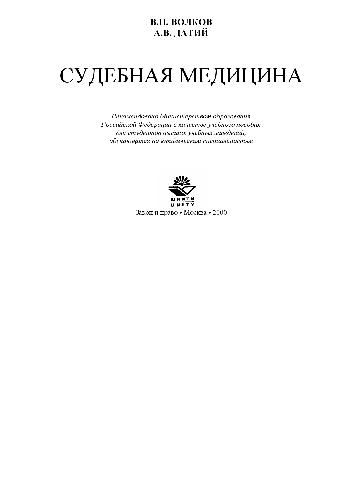 В.Н. ВОЛКОВ
А.В. ДАТИЙ
СУДЕБНАЯ МЕДИЦИНА
Рекомендовано Министерством образования
Российской Федерации в качестве учебного пособия
для студентов высших учебных заведений,
обучающихся по юридическим специальностям
ЮНИТИ
UNITY
Закон и право • Москва • 2000